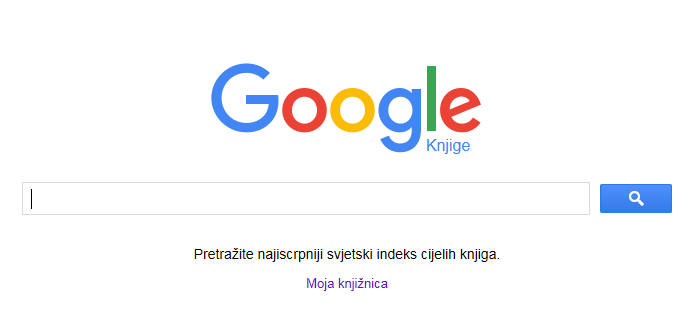 Google
Knjige
Pretražite najiscrpniji svjetski indeks cijelih knjiga.
Moja knjižnica